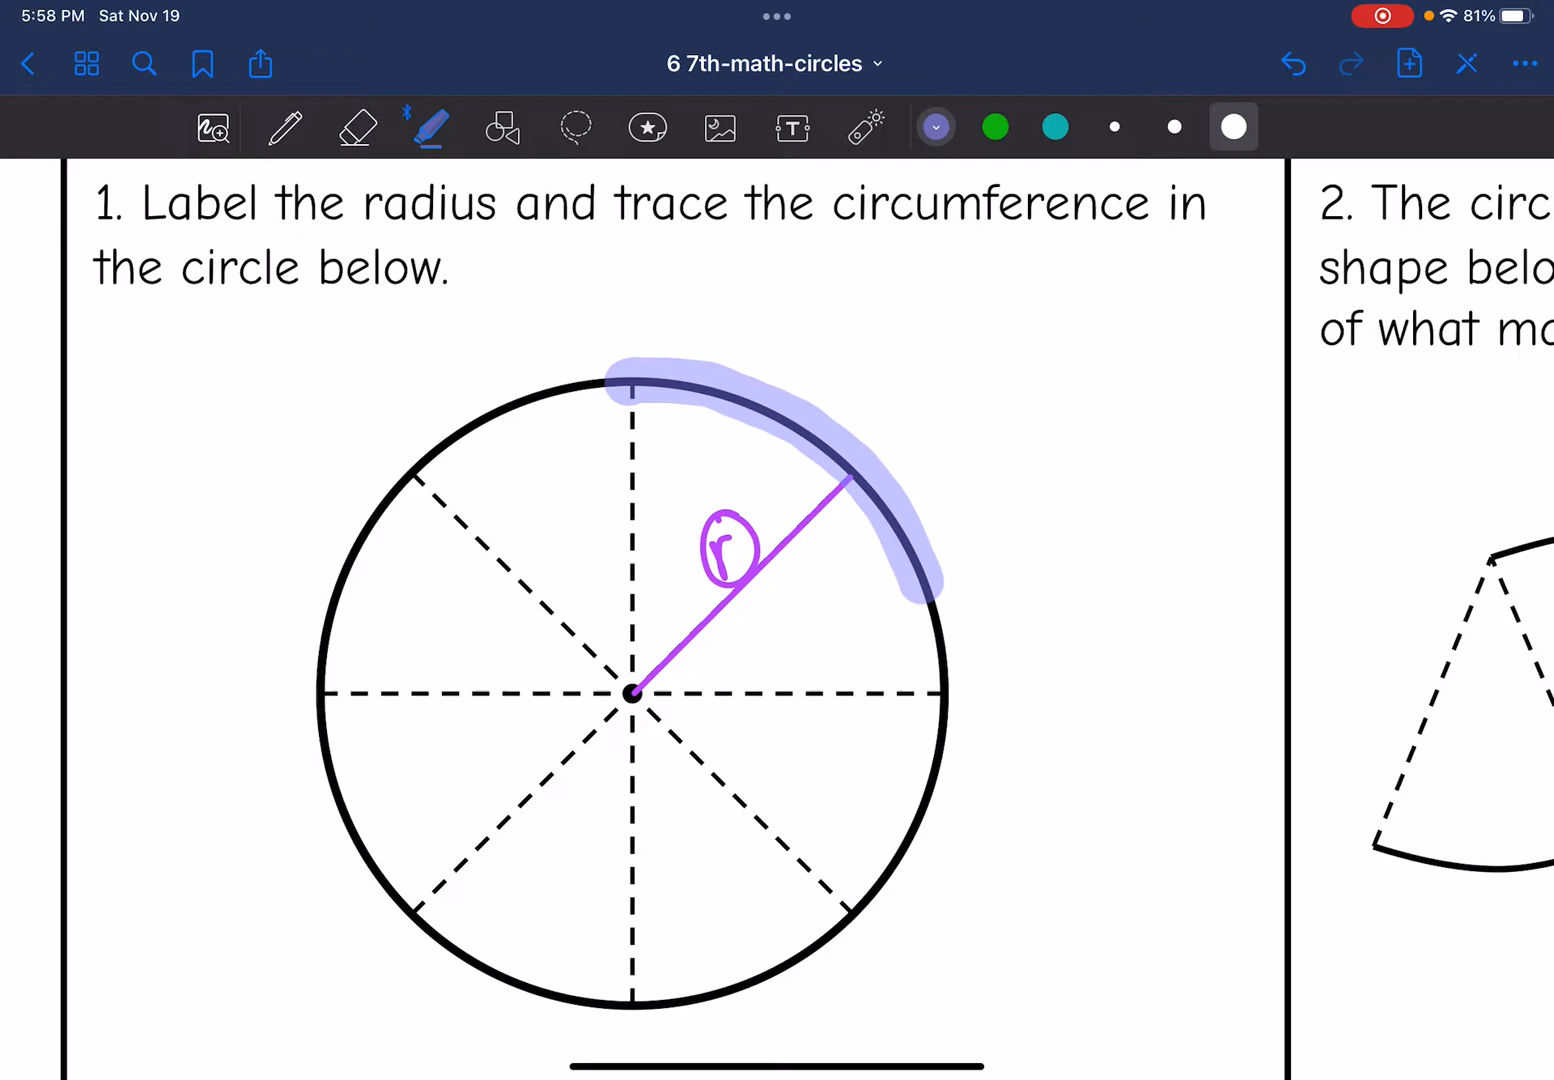 5:58 PM Sat Nov 19
81%
6 7th-math-circles
T
1. Label the radius and trace the circumference in
the circle below.
r
2. The circ
shape belo
of what mo